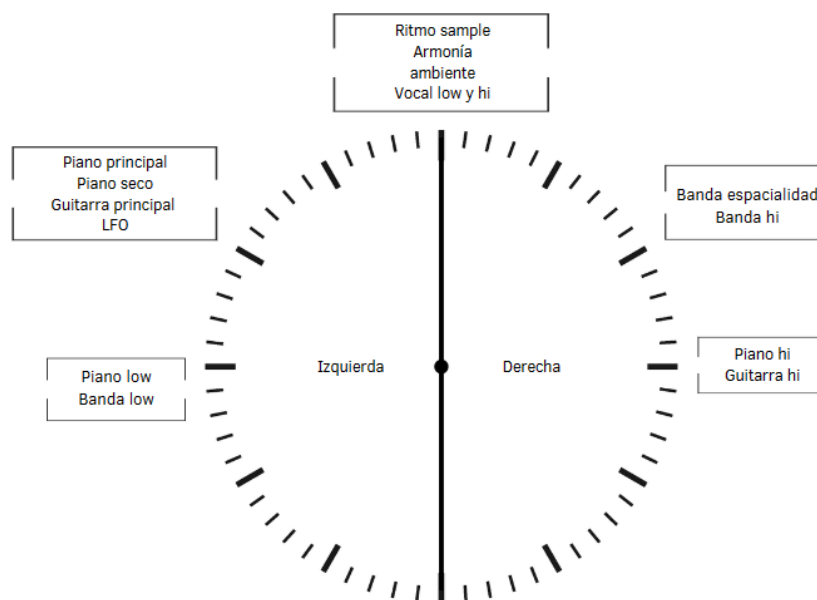 Ritmo sample
Armonía
ambiente
Vocal low y hi
Piano principal
Piano seco
Guitarra principal
LFO
Banda espacialidad
Banda hi
Izquierda
Derecha
Piano low
Banda low
Piano hi
Guitarra hi